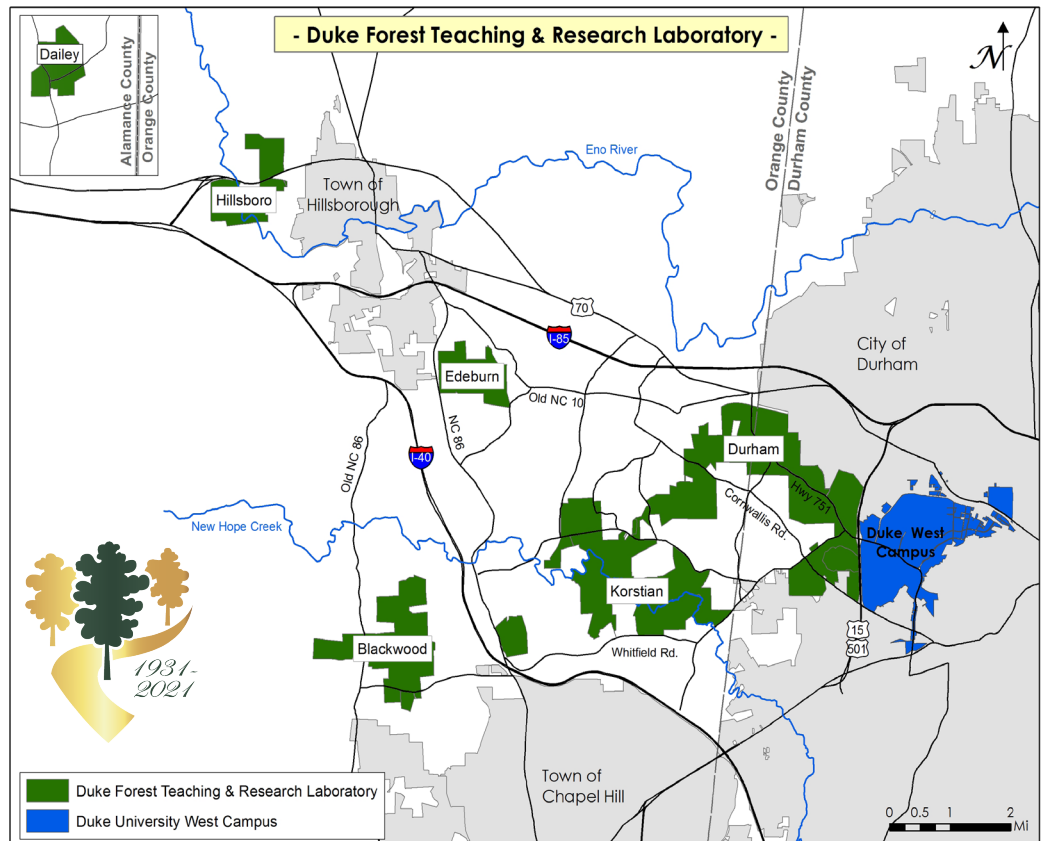 - Duke Forest Teaching & Research Laboratory -
Dailey
Alamance County
Orange County
N
Orange County
Durham County
Eno River
Town of
Hillsborough
Hillsboro
70
I-85
City of
Durham
Edeburn
Old NC 10
NC 86
Old NC 86
I-40
Durham
Hwy 751
Cornwallis Rd.
New Hope Creek
Duke West
Campus
Korstian
15
501
Blackwood
Whitfield Rd.
1931-
2021
Town of
Chapel Hill
Duke Forest Teaching & Research Laboratory
Duke University West Campus
0 0.5 1 2
Mi